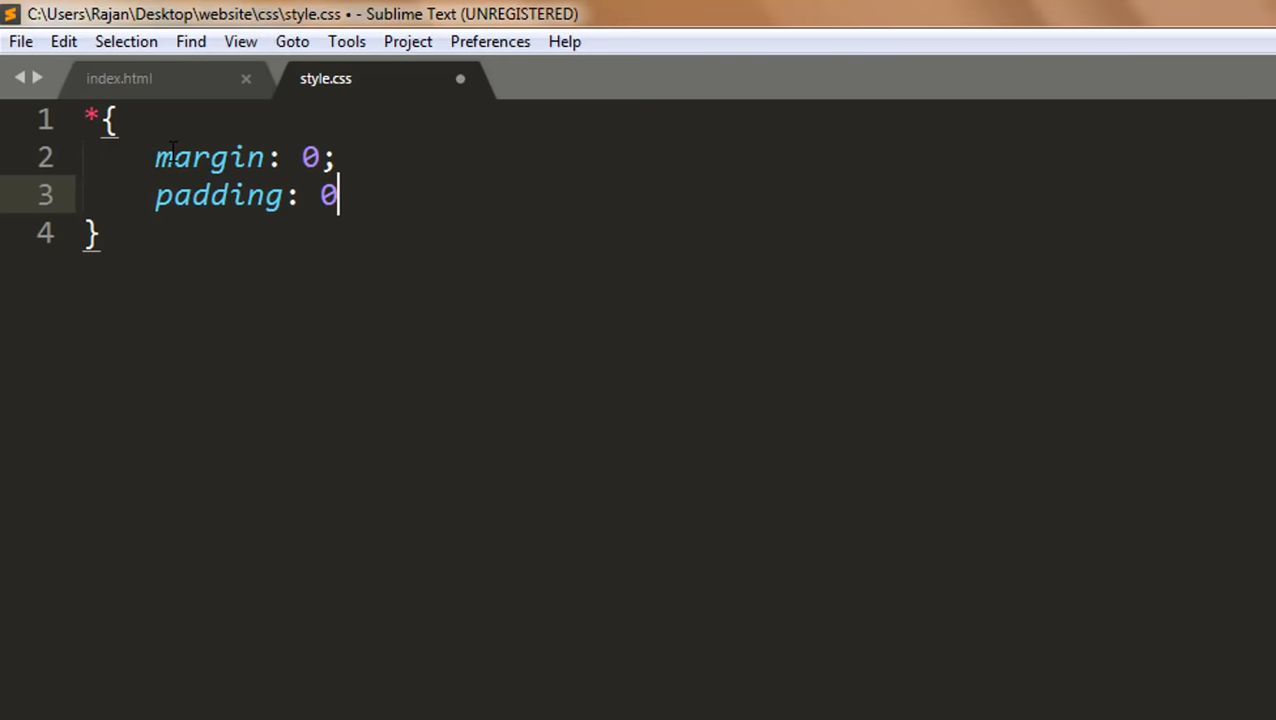 C:\Users\Rajan\Desktop\website\css\style.css • - Sublime Text (UNREGISTERED)
File Edit Selection Find View Goto Tools Project Preferences Help
index.html × style.css
1 *{
2 margin: 0;
3 padding: 0
4 }